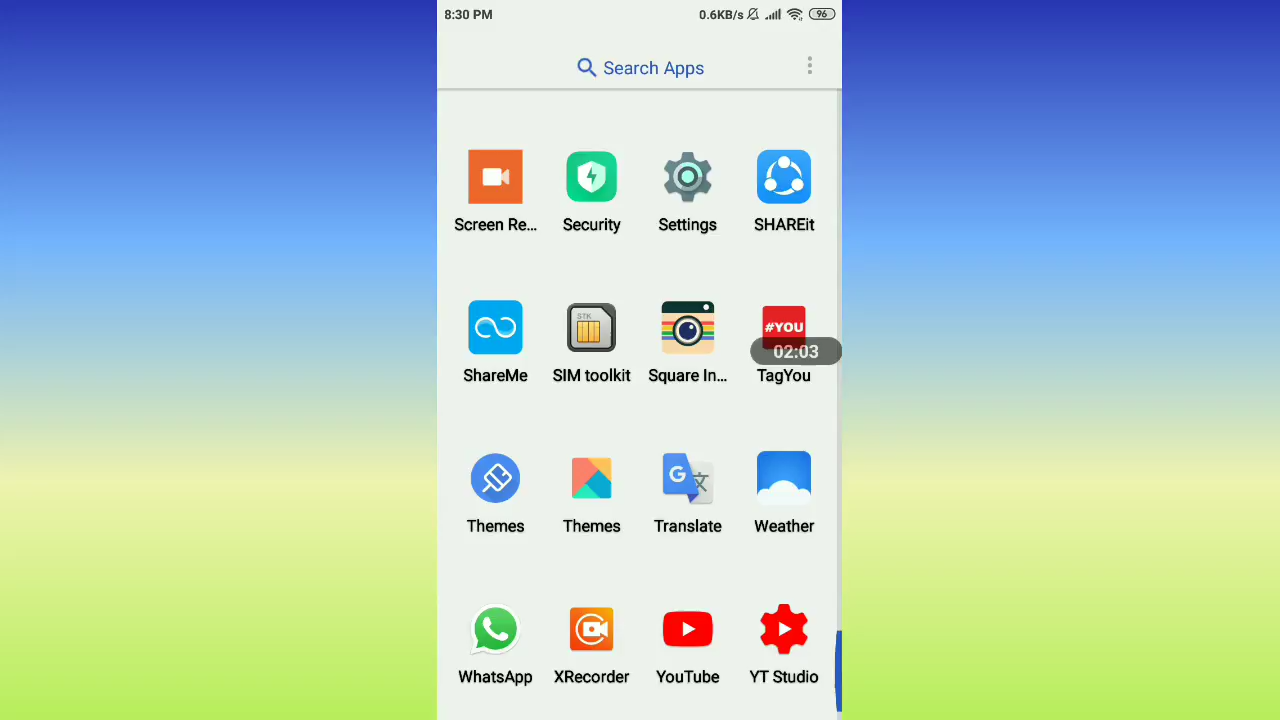 8:30 PM 0.6KB/s 96
Search Apps
Screen Re... Security Settings SHAREit
STK
#YOU
02:03
ShareMe SIM toolkit Square In... TagYou
G 文
Themes Themes Translate Weather
WhatsApp XRecorder YouTube YT Studio